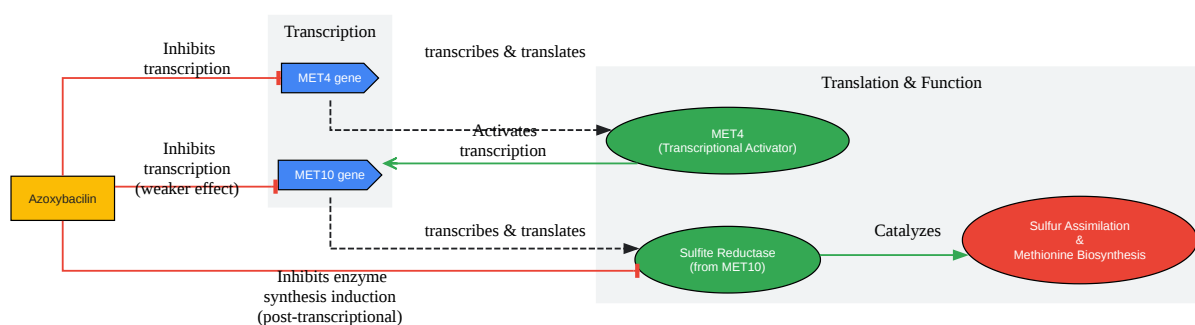 Transcription
transcribes & translates
Inhibits
transcription
MET4 gene
Translation & Function
Activates
transcription
MET4
(Transcriptional Activator)
Inhibits
transcription
(weaker effect)
MET10 gene
Azoxybacilin
transcribes & translates
Sulfite Reductase
(from MET10)
Catalyzes
Sulfur Assimilation
&
Methionine Biosynthesis
Inhibits enzyme
synthesis induction
(post-transcriptional)